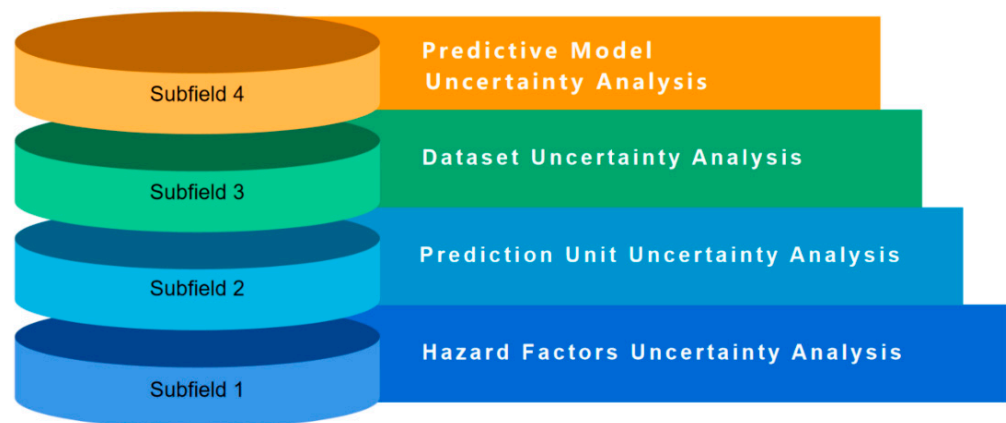 Predictive Model
Uncertainty Analysis
Subfield 4
Dataset Uncertainty Analysis
Subfield 3
Prediction Unit Uncertainty Analysis
Subfield 2
Hazard Factors Uncertainty Analysis
Subfield 1